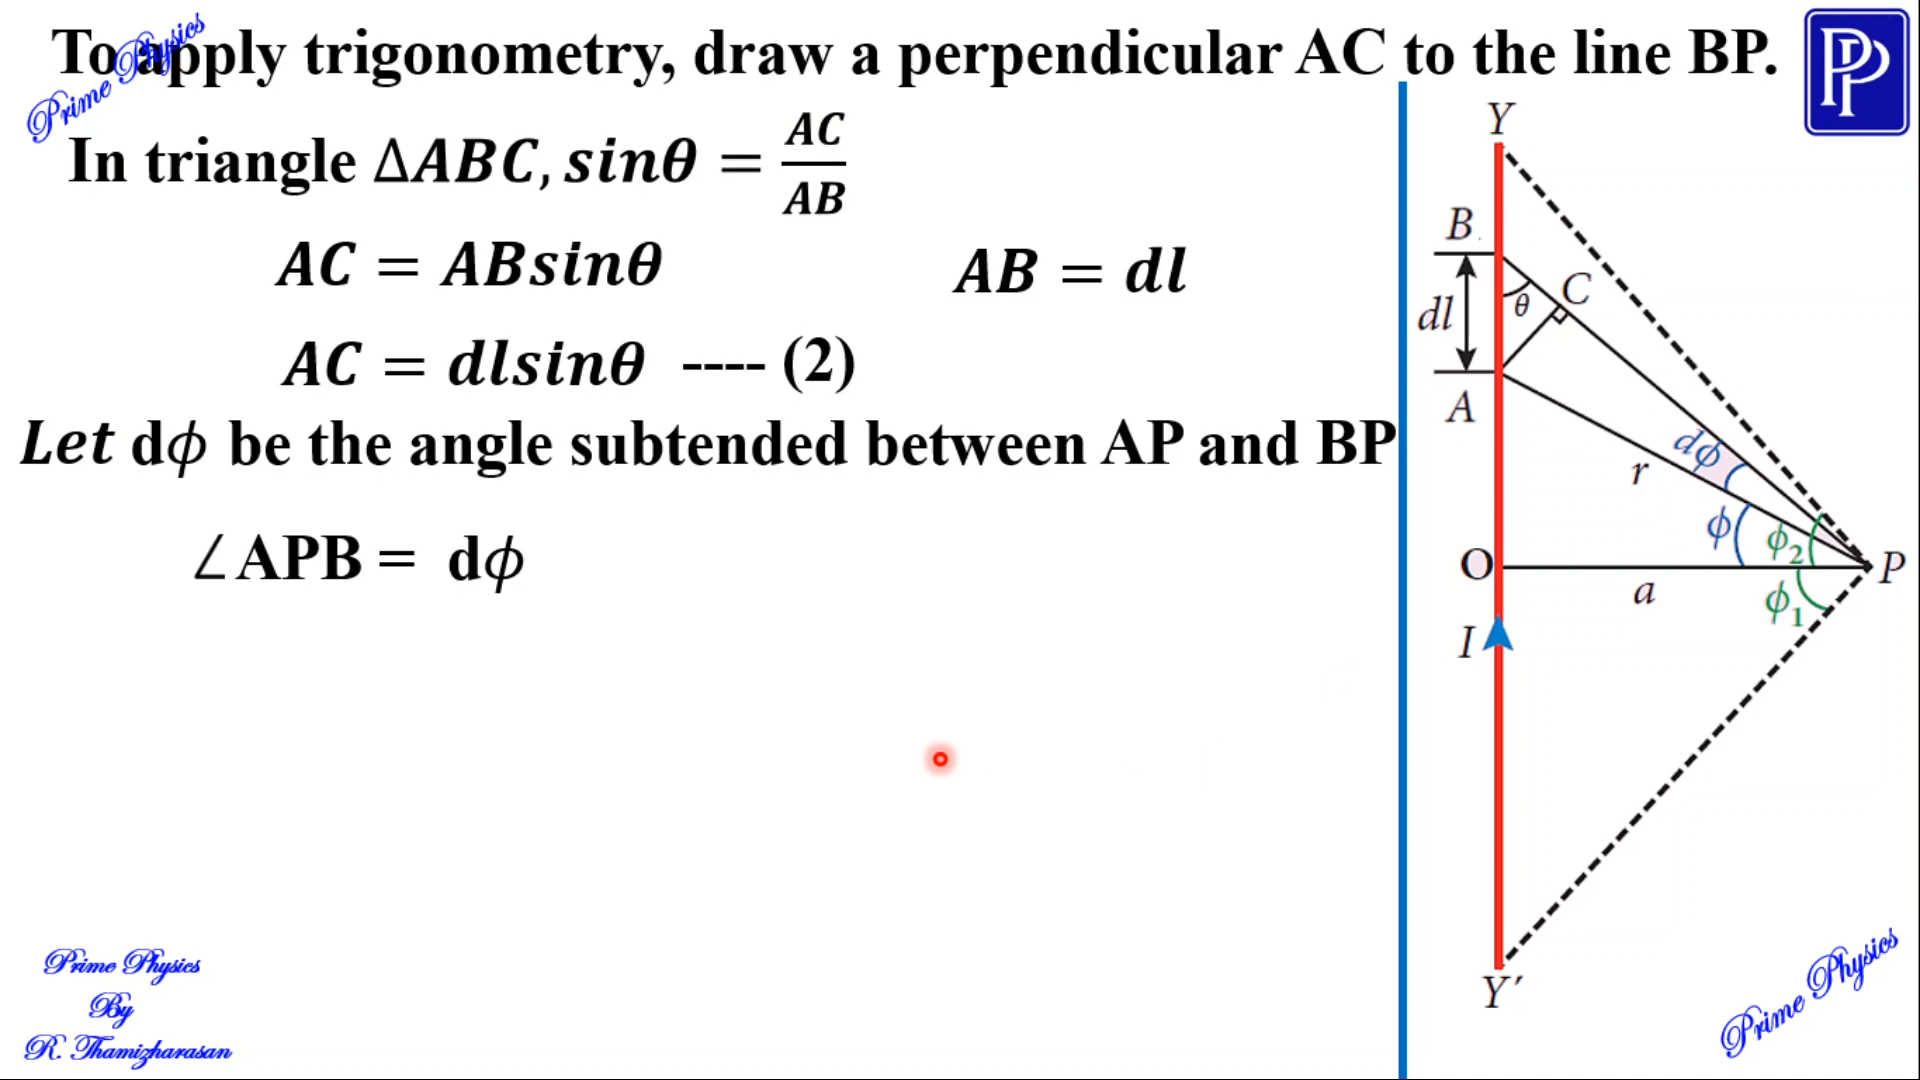 To apply trigonometry, draw a perpendicular AC to the line BP.
Prime Physics
PP
In triangle ΔABC, sinθ = AC/AB
AC = ABsinθ
AB = dl
AC = dlsinθ ---- (2)
Let dϕ be the angle subtended between AP and BP
∠APB = dϕ
Y
B
C
θ
dl
A
dϕ
r
ϕ
ϕ₂
O
P
a
ϕ₁
I
Y′
Prime Physics
By
R. Thamizharasan
Prime Physics